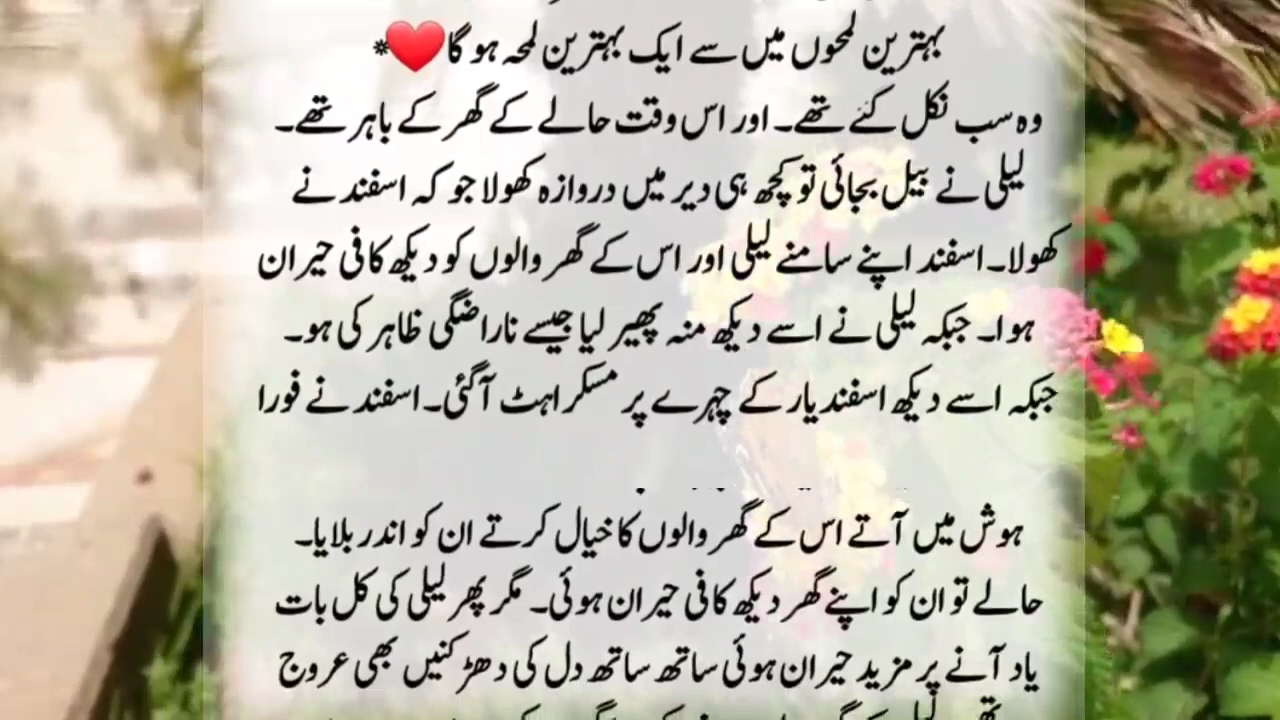 بہترین لمحوں میں سے ایک بہترین لمحہ ہو گا❤️*
وہ سب نکل گئے تھے۔ اور اس وقت حالے کے گھر کے باہر تھے۔
لیلی نے بیل بجائی تو کچھ ہی دیر میں دروازہ کھولا جو کہ اسفند نے
کھولا۔ اسفند اپنے سامنے لیلی اور اس کے گھر والوں کو دیکھ کافی حیران
ہوا۔ جبکہ لیلی نے اسے دیکھ منہ پھیر لیا جیسے ناراضگی ظاہر کی ہو۔
جبکہ اسے دیکھ اسفندیار کے چہرے پر مسکراہٹ آگئی۔ اسفند نے فورا
ہوش میں آتے اس کے گھر والوں کا خیال کرتے ان کو اندر بلایا۔
حالے تو ان کو اپنے گھر دیکھ کافی حیران ہوئی۔ مگر پھر لیلی کی کل بات
یاد آنے پر مزید حیران ہوئی ساتھ ساتھ دل کی دھڑکنیں بھی عروج